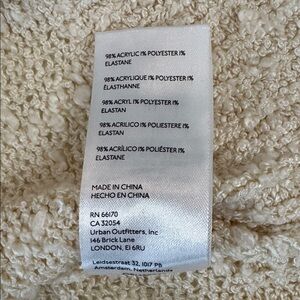 98% ACRYLIC 1% POLYESTER 1%
ELASTANE
98% ACRYLIQUE 1% POLYESTER 1%
ÉLASTHANNE
98% ACRYL 1% POLYESTER 1%
ELASTAN
98% ACRILICO 1% POLIESTERE 1%
ELASTAN
98% ACRÍLICO 1% POLIÉSTER 1%
ELASTANE
MADE IN CHINA
HECHO EN CHINA
RN 66170
CA 32054
Urban Outfitters, Inc
146 Brick Lane
LONDON, E1 6RU
Leidsestraat 32, 1017 PB
Amsterdam, Netherlands